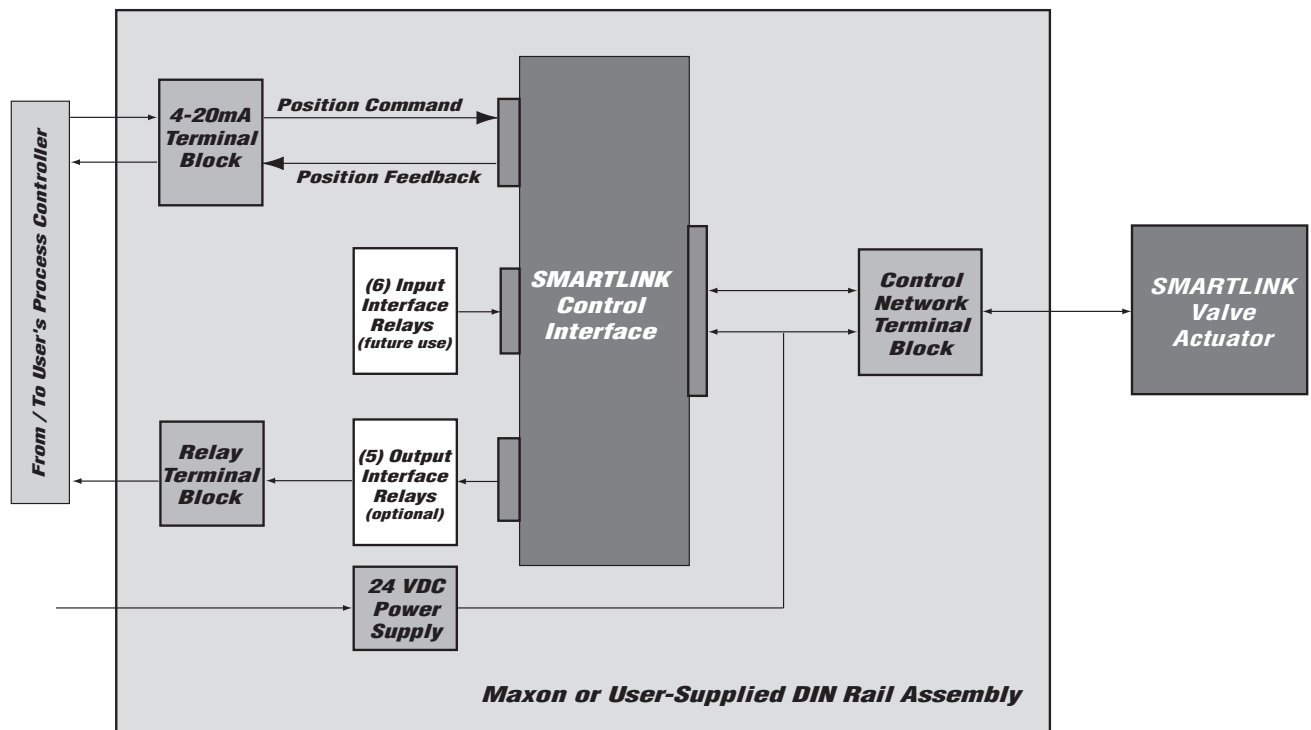 From / To User's Process Controller
4-20mA
Terminal
Block
Position Command
Position Feedback
(6) Input
Interface
Relays
(future use)
SMARTLINK
Control
Interface
Control
Network
Terminal
Block
SMARTLINK
Valve
Actuator
Relay
Terminal
Block
(5) Output
Interface
Relays
(optional)
24 VDC
Power
Supply
Maxon or User-Supplied DIN Rail Assembly